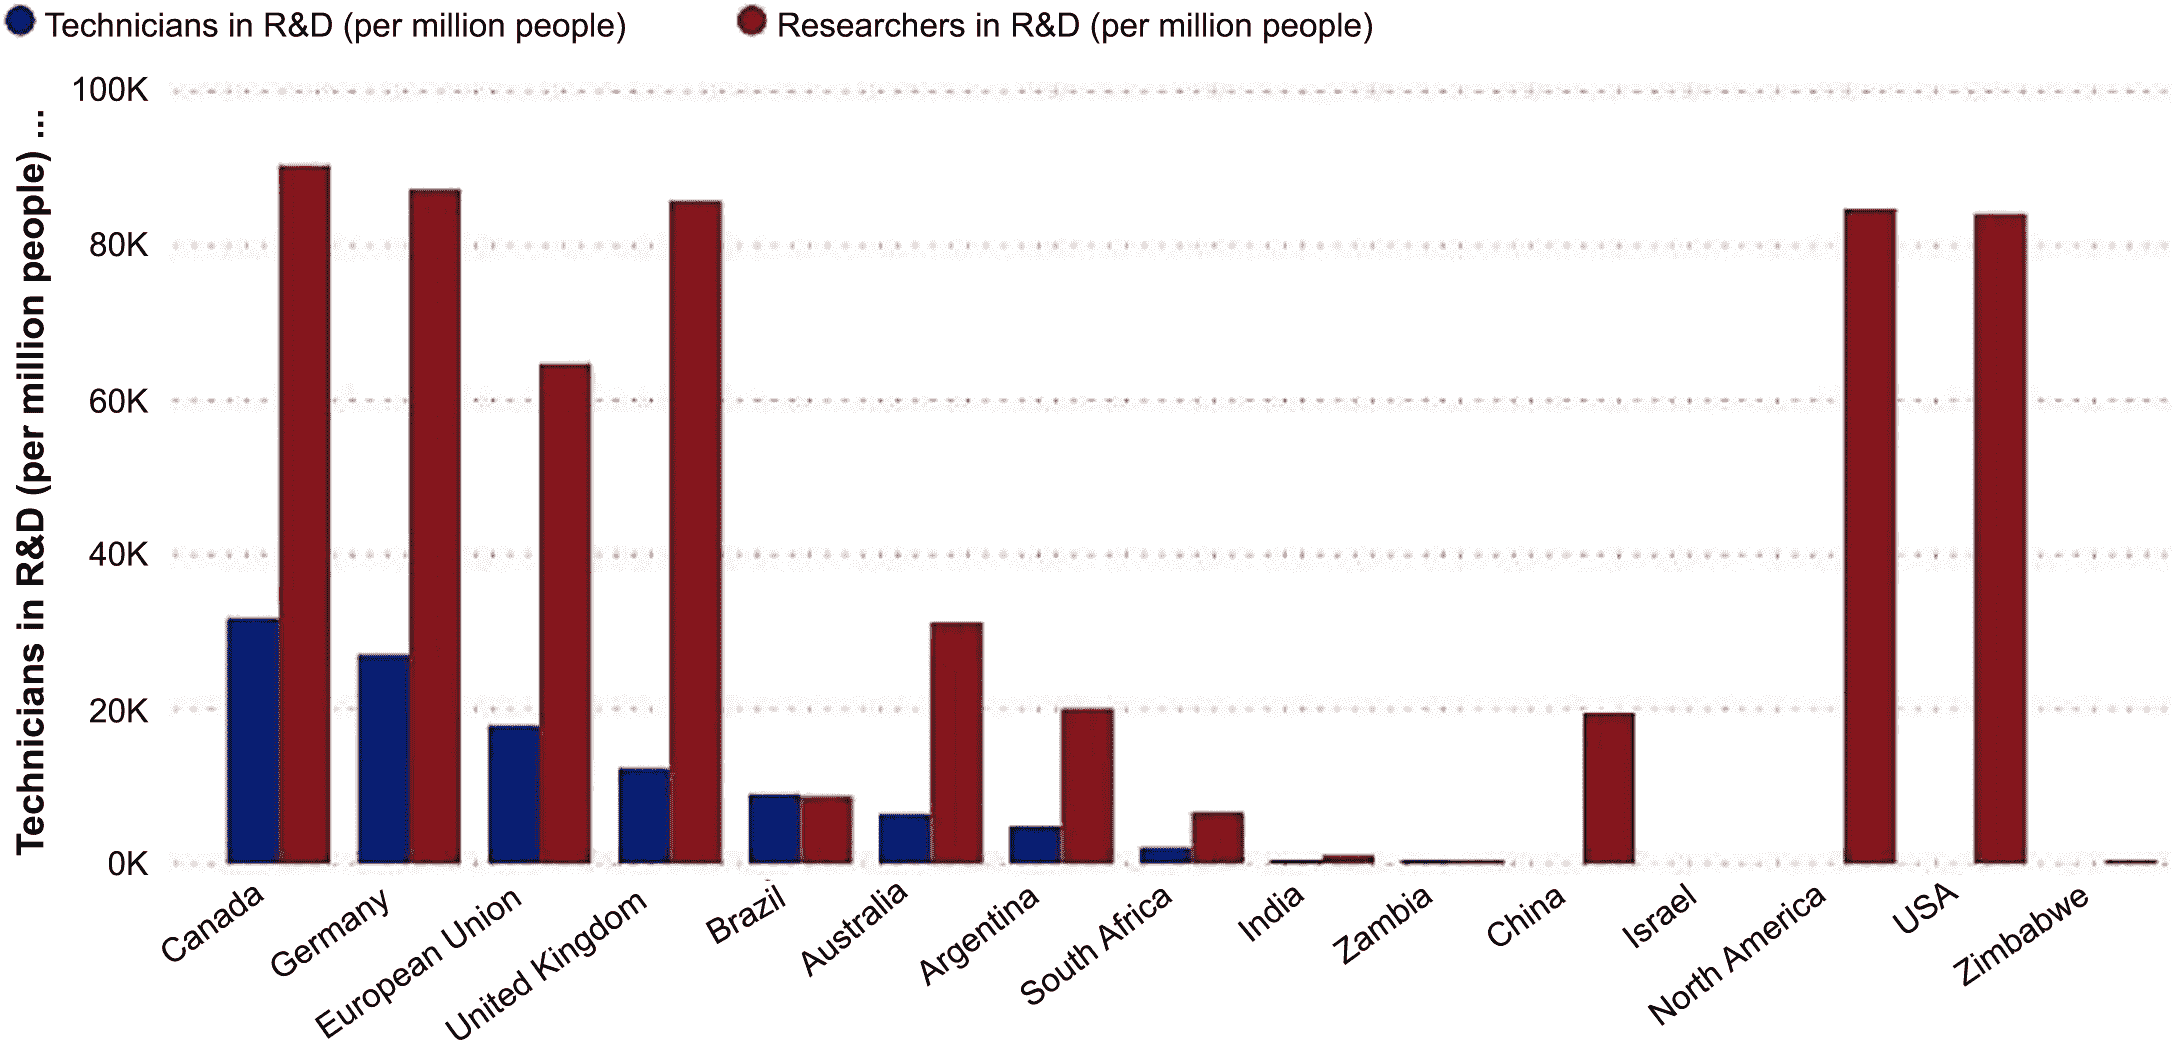 Technicians in R&D (per million people) Researchers in R&D (per million people)
Technicians in R&D (per million people) ...
100K
80K
60K
40K
20K
0K
Canada
Germany
European Union
United Kingdom
Brazil
Australia
Argentina
South Africa
India
Zambia
China
Israel
North America
USA
Zimbabwe